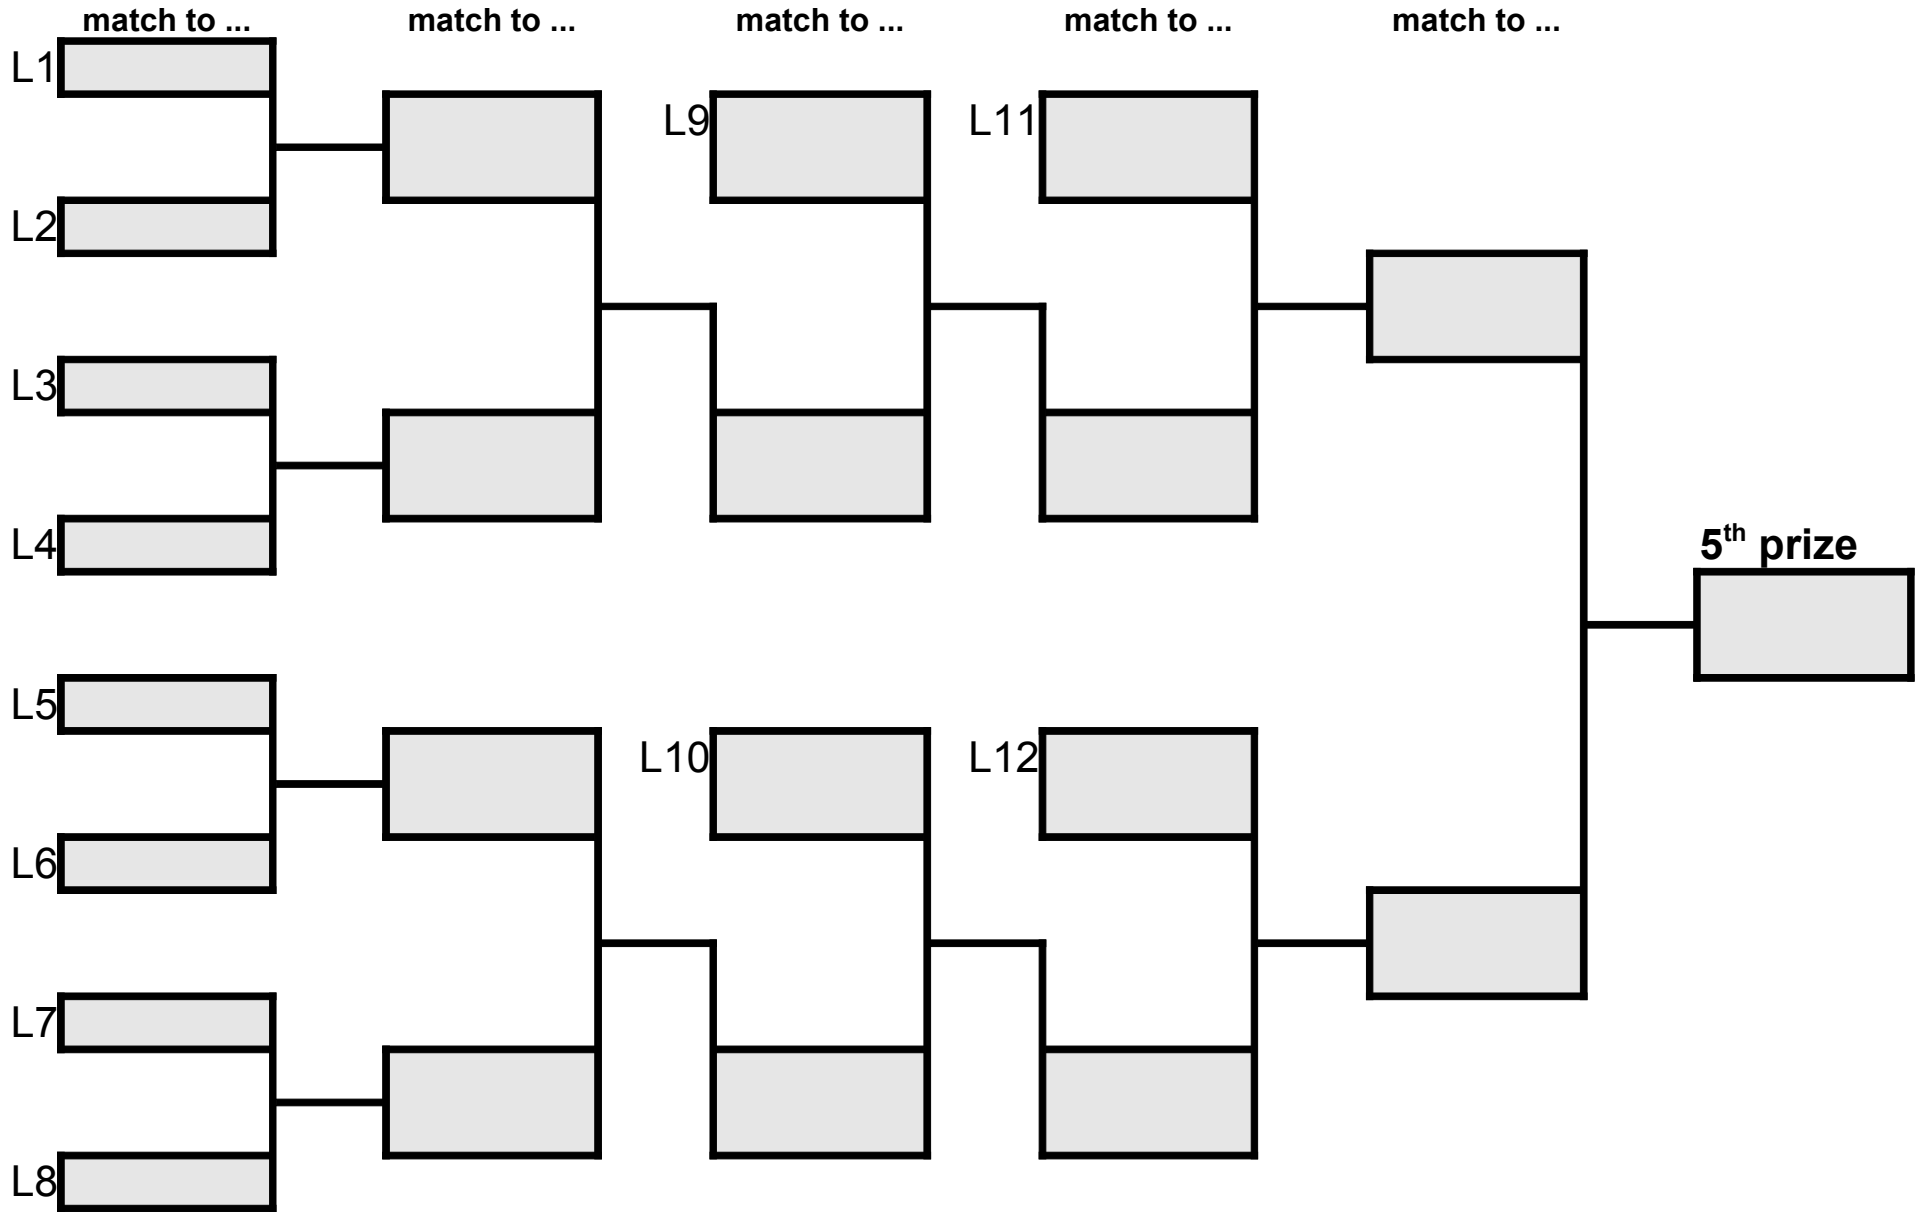 match to ... match to ... match to ... match to ... match to ...
L1
L9 L11
L2
L3
L4
5th prize
L5
L10 L12
L6
L7
L8